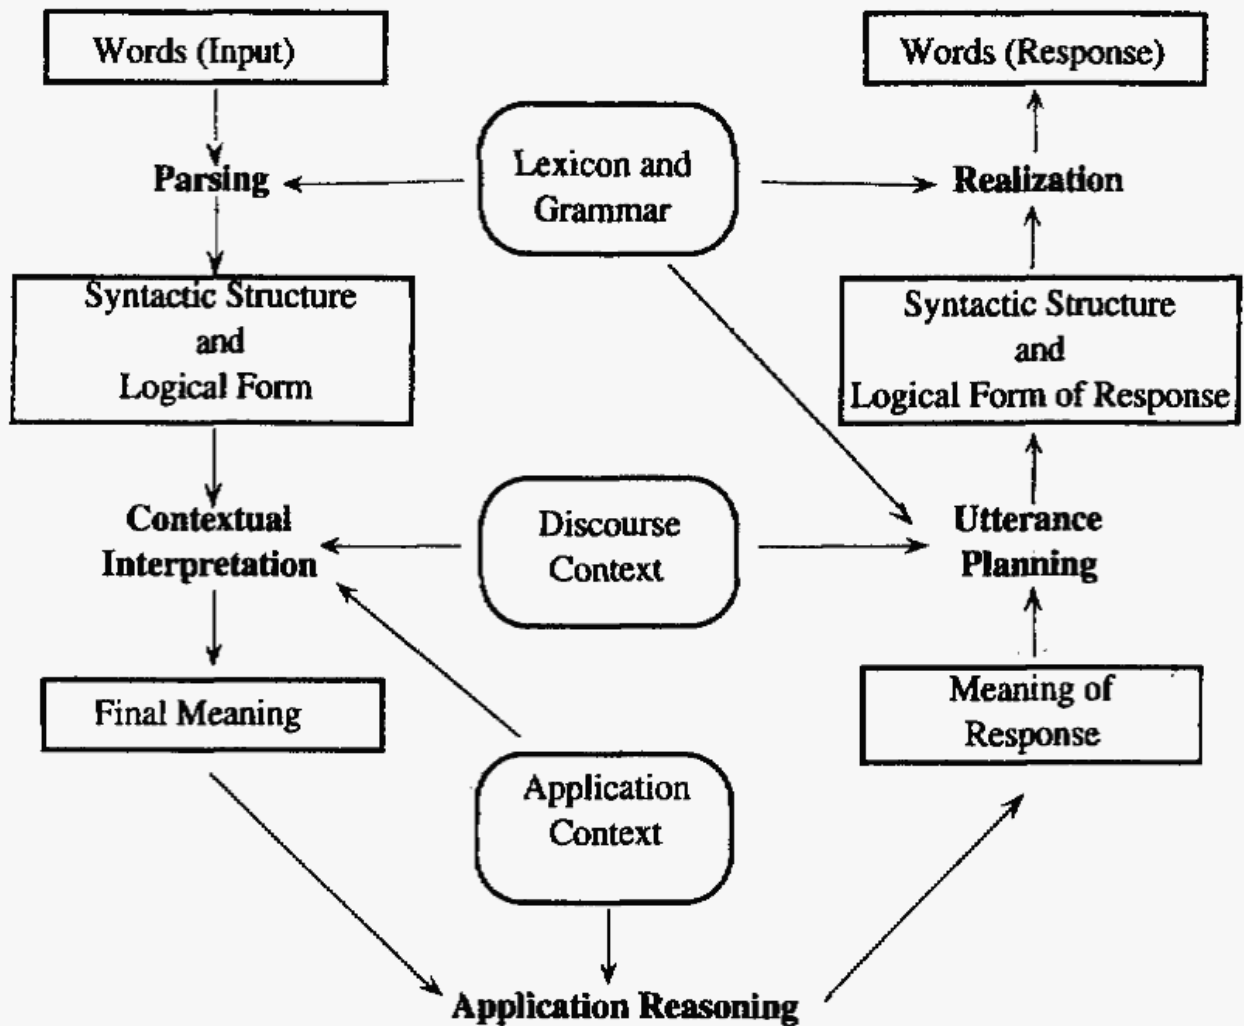 Words (Input)
Words (Response)
Parsing
Lexicon and
Grammar
Realization
Syntactic Structure
and
Logical Form
Syntactic Structure
and
Logical Form of Response
Contextual
Interpretation
Discourse
Context
Utterance
Planning
Final Meaning
Meaning of
Response
Application
Context
Application Reasoning